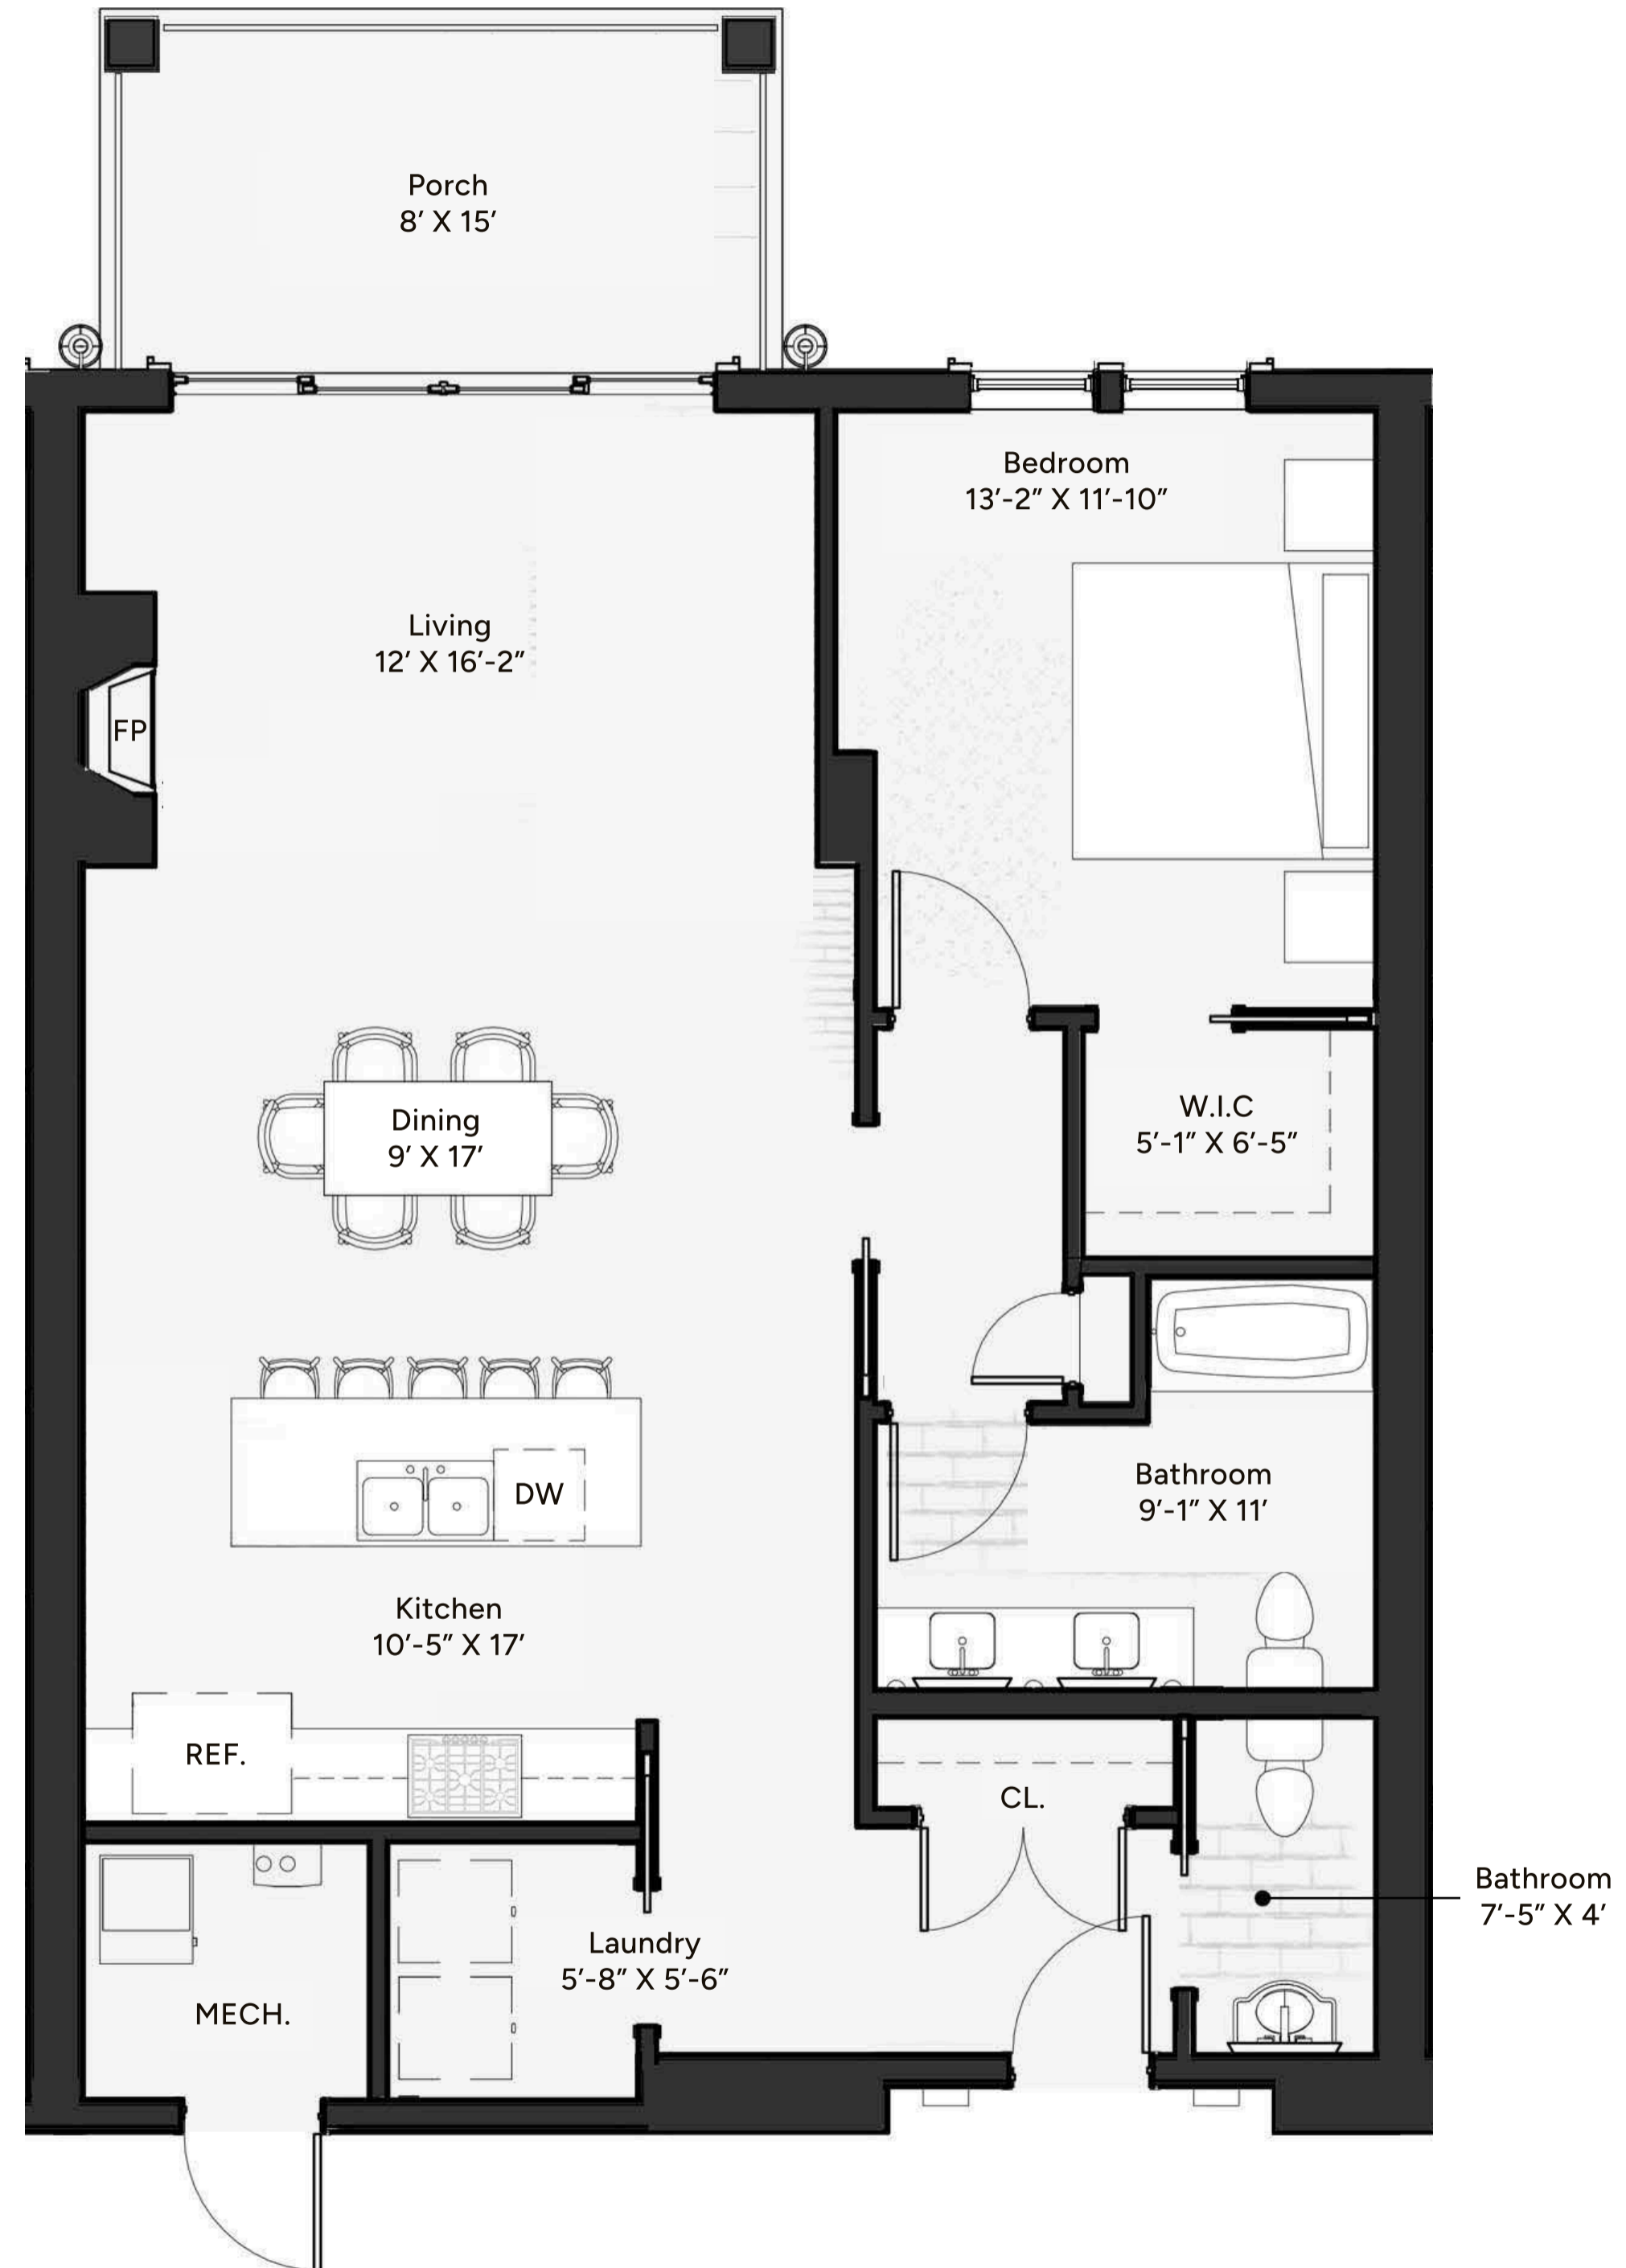 Porch
8’ X 15’
Bedroom
13’-2” X 11’-10”
Living
12’ X 16’-2”
FP
Dining
9’ X 17’
W.I.C
5’-1” X 6’-5”
DW
Bathroom
9’-1” X 11’
Kitchen
10’-5” X 17’
REF.
CL.
Bathroom
7’-5” X 4’
Laundry
5’-8” X 5’-6”
MECH.